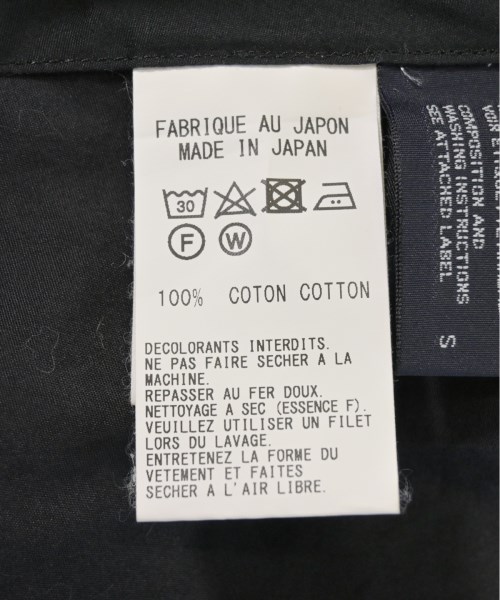 FABRIQUE AU JAPON
MADE IN JAPAN
30
F W
100% COTON COTTON
DECOLORANTS INTERDITS.
NE PAS FAIRE SECHER A LA
MACHINE.
REPASSER AU FER DOUX.
NETTOYAGE A SEC (ESSENCE F).
VEUILLEZ UTILISER UN FILET
LORS DU LAVAGE.
ENTRETENEZ LA FORME DU
VETEMENT ET FAITES
SECHER A L'AIR LIBRE.
COMPOSITION AND
WASHING INSTRUCTIONS
SEE ATTACHED LABEL
S